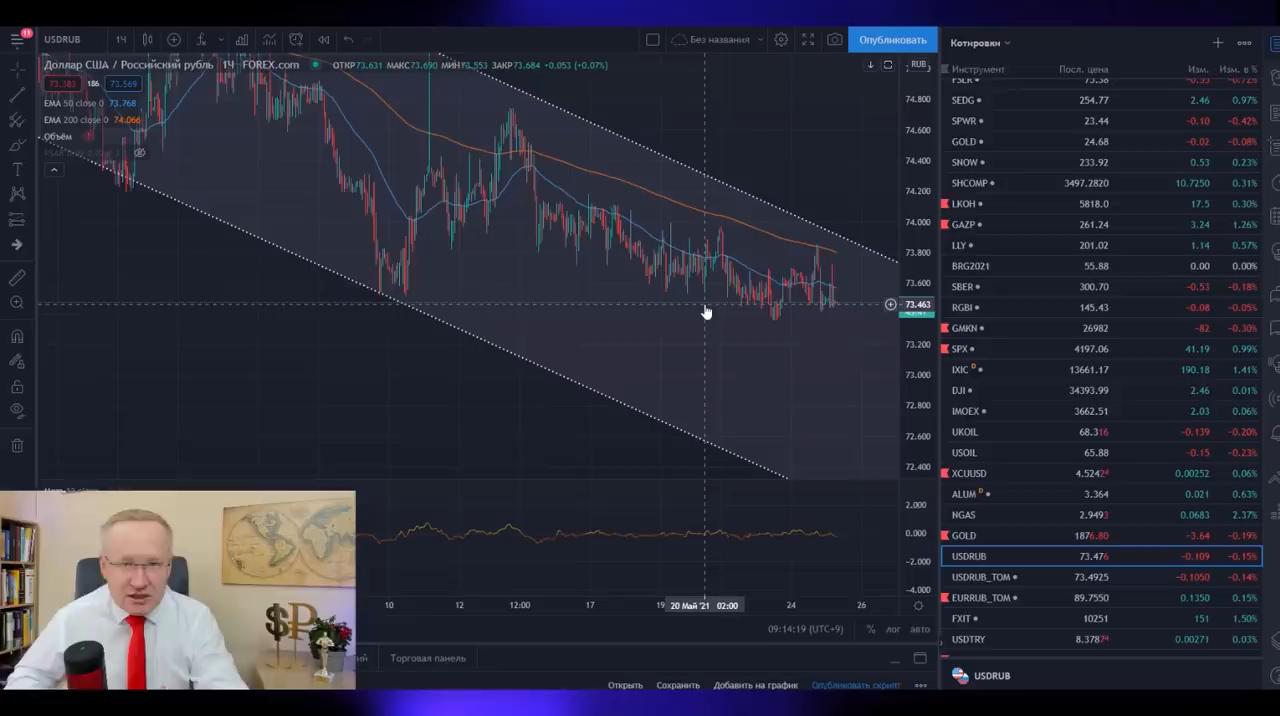 11
USDRUB 1Ч Без названия Опубликовать
Доллар США / Российский рубль · 1Ч · FOREX.com ОТКР73.631 МАКС73.690 МИН73.553 ЗАКР73.684 +0.053 (+0.07%) RUB
73.383 186 73.569
EMA 50 close 0 73.768
EMA 200 close 0 74.066
Объём
74.800
74.600
74.400
74.200
74.000
73.800
73.600
73.463
73.200
73.000
72.800
72.600
72.400
2.000
0.000
-2.000
-4.000
10 12 12:00 17 19 20 Май '21 02:00 24 26
09:14:19 (UTC+9) % лог авто
Торговая панель
Открыть Сохранить Добавить на график Опубликовать скрипт
Котировки
Инструмент Посл. цена Изм. Изм. в %
SEDG 254.77 2.46 0.97%
SPWR 23.44 -0.10 -0.42%
GOLD 24.68 -0.02 -0.08%
SNOW 233.92 0.53 0.23%
SHCOMP 3497.2820 10.7250 0.31%
LKOH 5818.0 17.5 0.30%
GAZP 261.24 3.24 1.26%
LLY 201.02 1.14 0.57%
BRG2021 55.88 0.00 0.00%
SBER 300.70 -0.53 -0.18%
RGBI 145.43 -0.08 -0.05%
GMKN 26982 -82 -0.30%
SPX 4197.06 41.19 0.99%
IXIC D 13661.17 190.18 1.41%
DJI 34393.99 2.46 0.01%
IMOEX 3662.51 2.03 0.06%
UKOIL 68.316 -0.139 -0.20%
USOIL 65.88 -0.15 -0.23%
XCUUSD 4.5242⁴ 0.00252 0.06%
ALUM D 3.364 0.021 0.63%
NGAS 2.9493 0.0683 2.37%
GOLD 1876.80 -3.64 -0.19%
USDRUB 73.476 -0.109 -0.15%
USDRUB_TOM 73.4925 -0.1050 -0.14%
EURRUB_TOM 89.7550 0.1350 0.15%
FXIT 10251 151 1.50%
USDTRY 8.378⁷⁴ 0.00271 0.03%
USDRUB
$₽